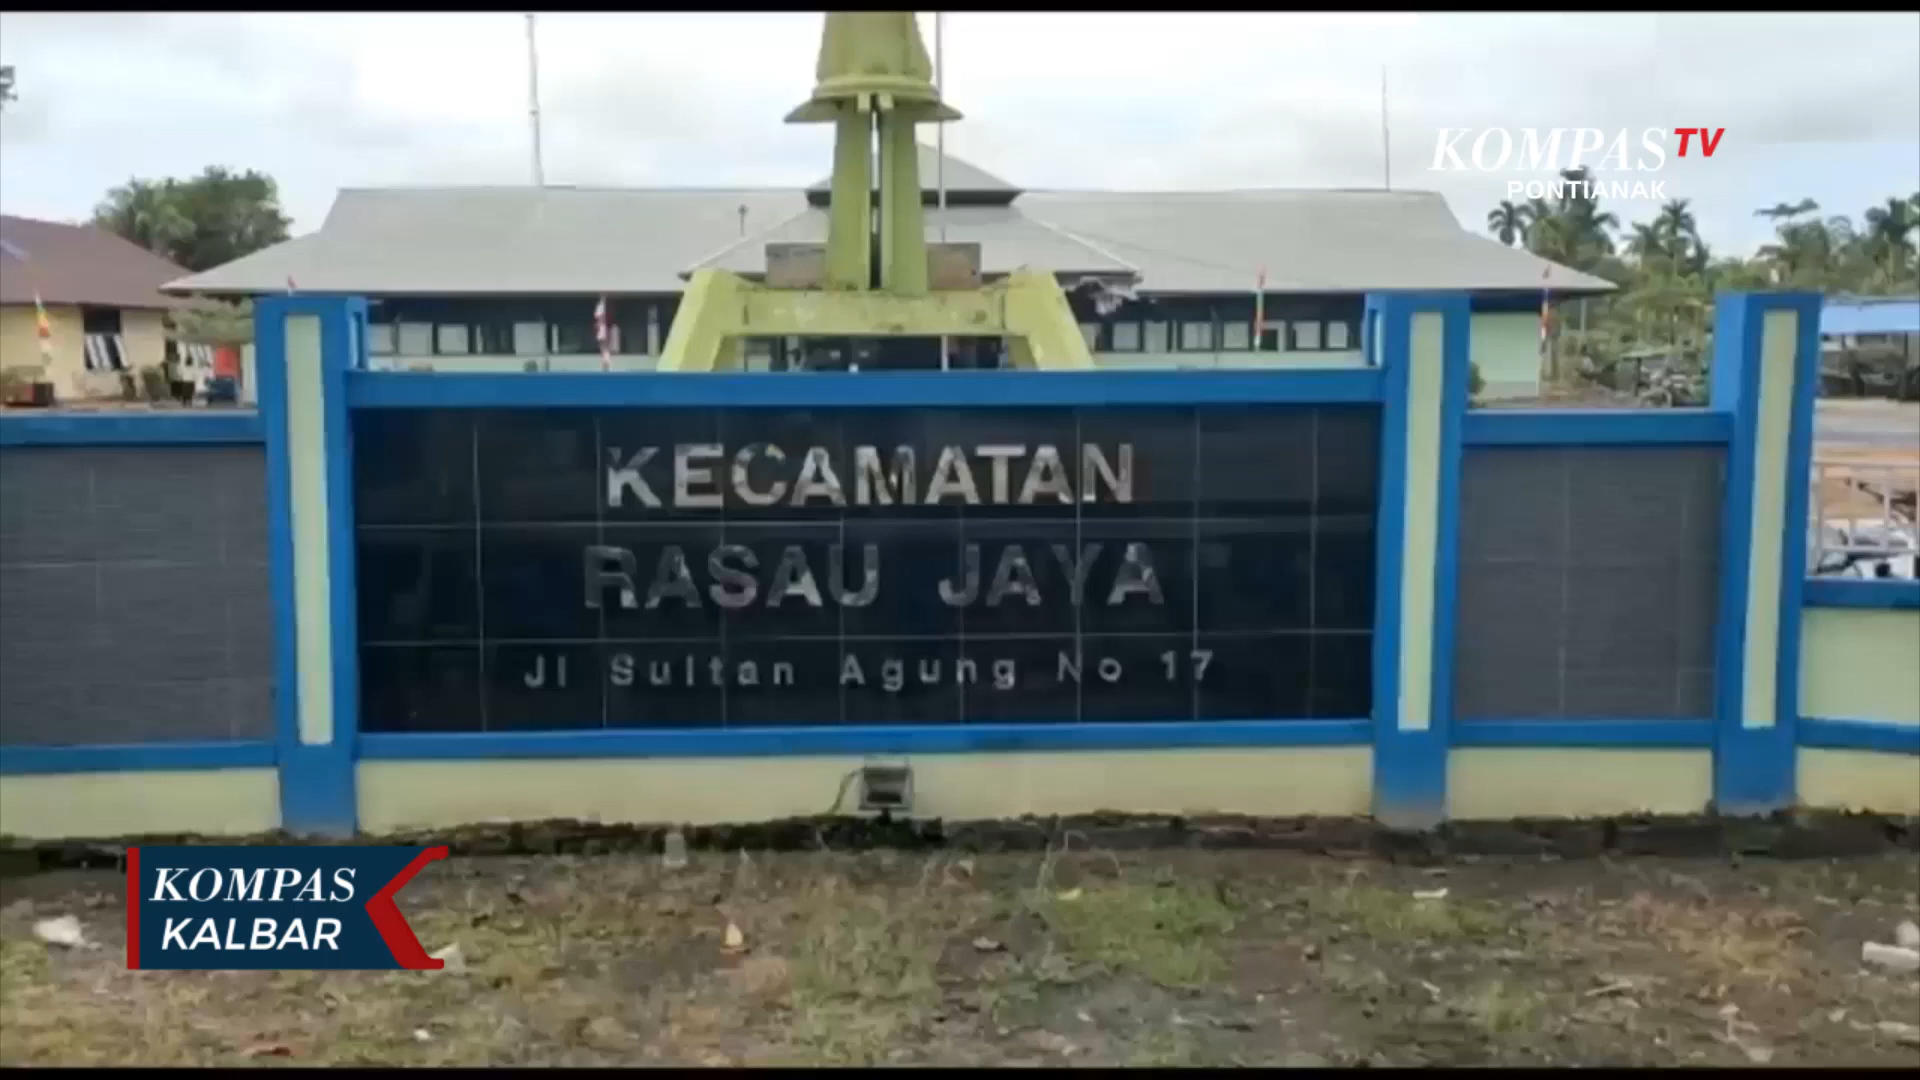 KOMPAS TV
PONTIANAK
KECAMATAN
RASAU JAYA
Jl Sultan Agung No 17
KOMPAS
KALBAR